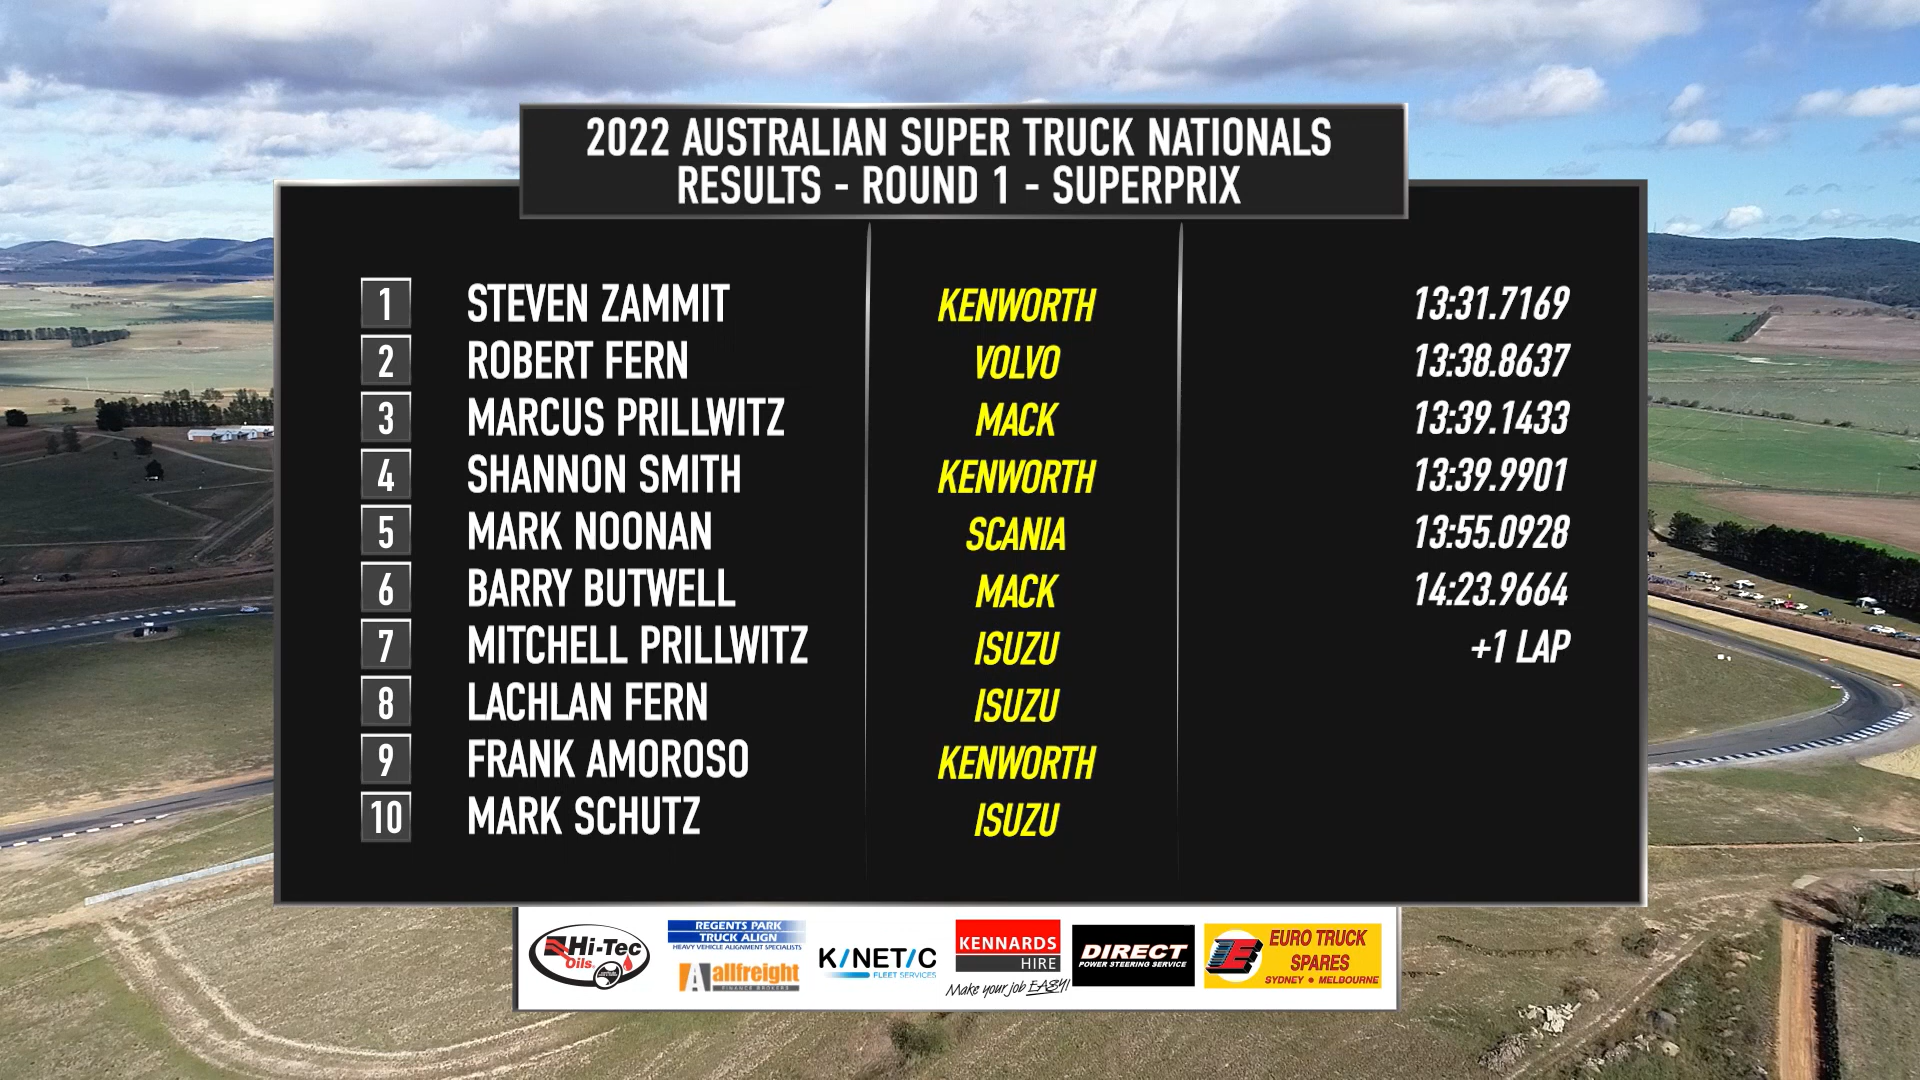 2022 AUSTRALIAN SUPER TRUCK NATIONALS
RESULTS - ROUND 1 - SUPERPRIX
1 STEVEN ZAMMIT KENWORTH 13:31.7169
2 ROBERT FERN VOLVO 13:38.8637
3 MARCUS PRILLWITZ MACK 13:39.1433
4 SHANNON SMITH KENWORTH 13:39.9901
5 MARK NOONAN SCANIA 13:55.0928
6 BARRY BUTWELL MACK 14:23.9664
7 MITCHELL PRILLWITZ ISUZU +1 LAP
8 LACHLAN FERN ISUZU
9 FRANK AMOROSO KENWORTH
10 MARK SCHUTZ ISUZU
Hi-Tec
Oils
REGENTS PARK
TRUCK ALIGN
HEAVY VEHICLE ALIGNMENT SPECIALISTS
allfreight
FINANCE BROKERS
KINETIC
FLEET SERVICES
KENNARDS
HIRE
Make your job EASY!
DIRECT
POWER STEERING SERVICE
EURO TRUCK
SPARES
SYDNEY • MELBOURNE